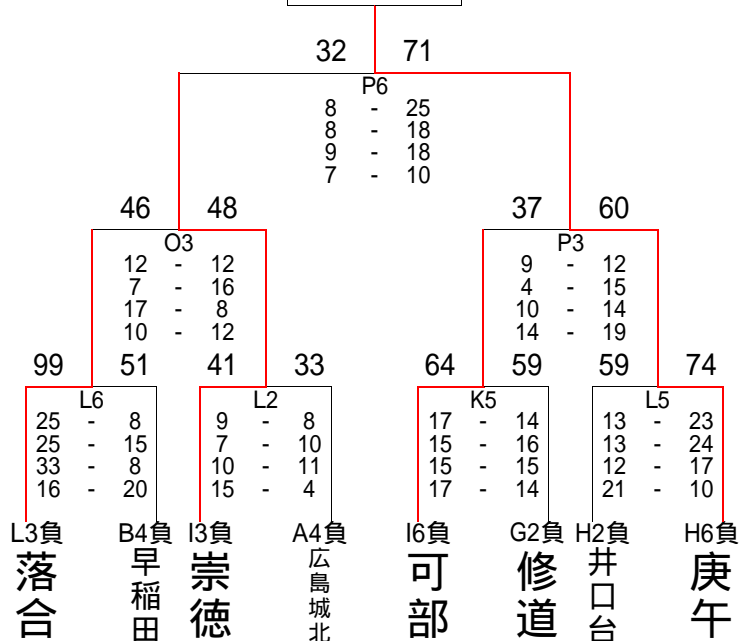 32 71
P6
8 - 25
8 - 18
9 - 18
7 - 10
46 48
O3
12 - 12
7 - 16
17 - 8
10 - 12
37 60
P3
9 - 12
4 - 15
10 - 14
14 - 19
99 51
L6
25 - 8
25 - 15
33 - 8
16 - 20
41 33
L2
9 - 8
7 - 10
10 - 11
15 - 4
64 59
K5
17 - 14
15 - 16
15 - 15
17 - 14
59 74
L5
13 - 23
13 - 24
12 - 17
21 - 10
L3負
落合
B4負
早稲田
I3負
崇徳
A4負
広島城北
I6負
可部
G2負
修道
H2負
井口台
H6負
庚午